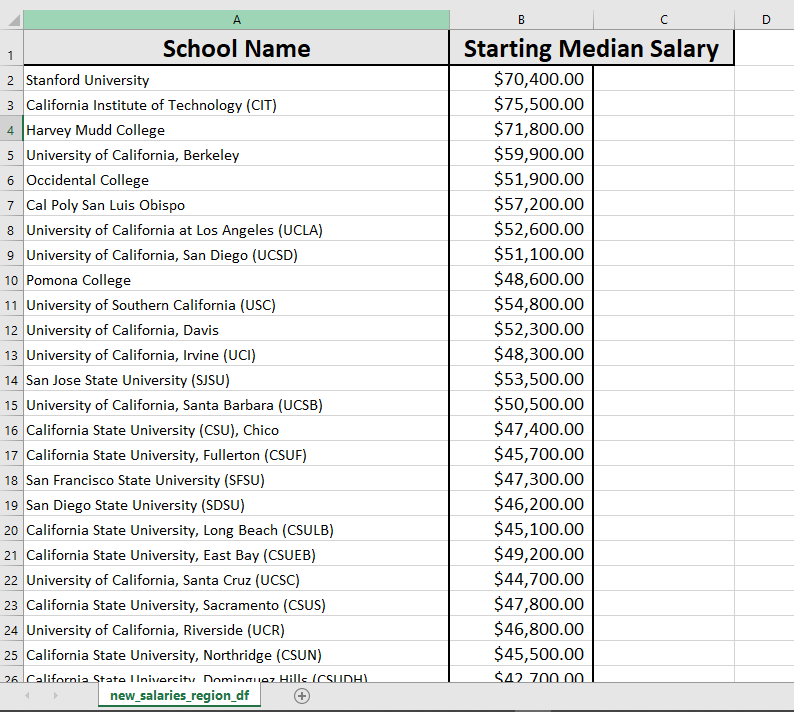 A B C D
1 School Name Starting Median Salary
2 Stanford University $70,400.00
3 California Institute of Technology (CIT) $75,500.00
4 Harvey Mudd College $71,800.00
5 University of California, Berkeley $59,900.00
6 Occidental College $51,900.00
7 Cal Poly San Luis Obispo $57,200.00
8 University of California at Los Angeles (UCLA) $52,600.00
9 University of California, San Diego (UCSD) $51,100.00
10 Pomona College $48,600.00
11 University of Southern California (USC) $54,800.00
12 University of California, Davis $52,300.00
13 University of California, Irvine (UCI) $48,300.00
14 San Jose State University (SJSU) $53,500.00
15 University of California, Santa Barbara (UCSB) $50,500.00
16 California State University (CSU), Chico $47,400.00
17 California State University, Fullerton (CSUF) $45,700.00
18 San Francisco State University (SFSU) $47,300.00
19 San Diego State University (SDSU) $46,200.00
20 California State University, Long Beach (CSULB) $45,100.00
21 California State University, East Bay (CSUEB) $49,200.00
22 University of California, Santa Cruz (UCSC) $44,700.00
23 California State University, Sacramento (CSUS) $47,800.00
24 University of California, Riverside (UCR) $46,800.00
25 California State University, Northridge (CSUN) $45,500.00
26 California State University, Dominguez Hills (CSUDH) $42,700.00
new_salaries_region_df